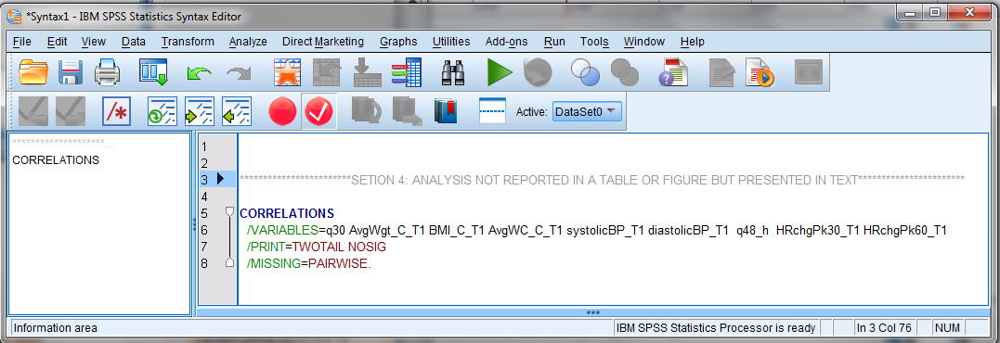 *Syntax1 - IBM SPSS Statistics Syntax Editor
File Edit View Data Transform Analyze Direct Marketing Graphs Utilities Add-ons Run Tools Window Help
Active: DataSet0
********************...
CORRELATIONS
1
2
3 ************************SETION 4: ANALYSIS NOT REPORTED IN A TABLE OR FIGURE BUT PRESENTED IN TEXT***********************
4
5 CORRELATIONS
6 /VARIABLES=q30 AvgWgt_C_T1 BMI_C_T1 AvgWC_C_T1 systolicBP_T1 diastolicBP_T1  q48_h  HRchgPk30_T1 HRchgPk60_T1
7 /PRINT=TWOTAIL NOSIG
8 /MISSING=PAIRWISE.
Information area IBM SPSS Statistics Processor is ready In 3 Col 76 NUM